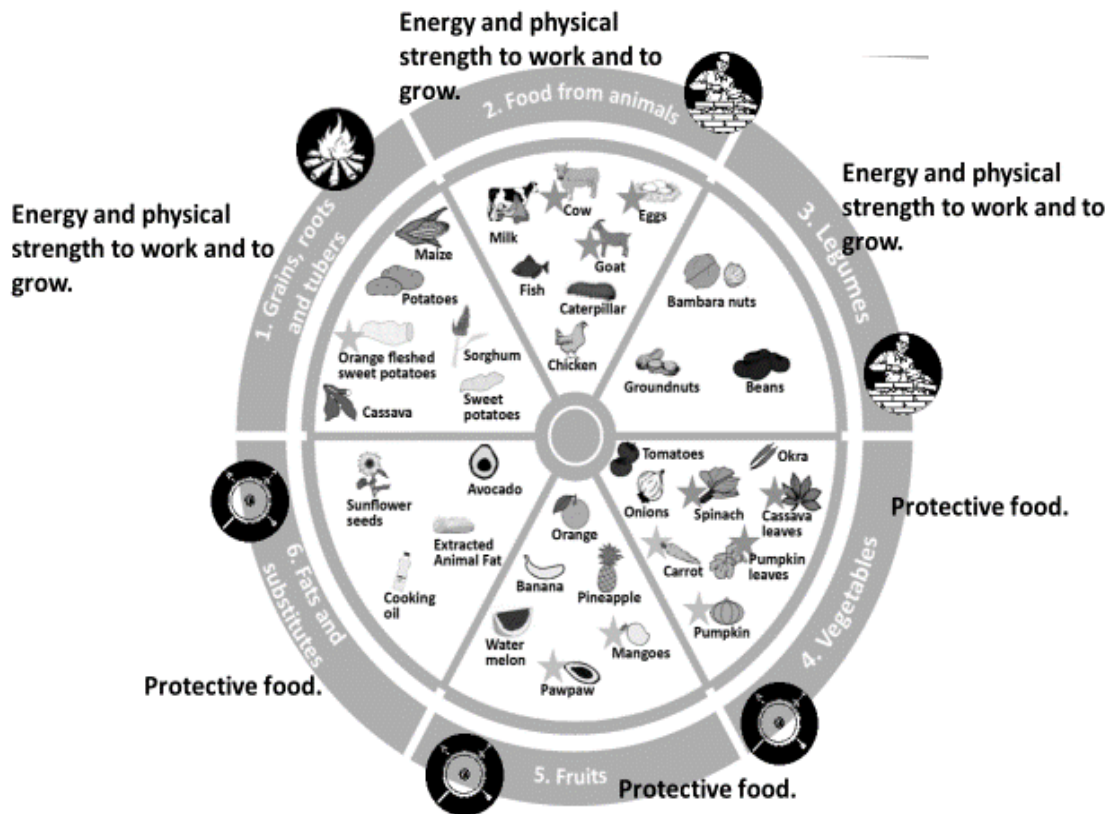 Energy and physical
strength to work and to
grow.
2. Food from animals
Energy and physical
strength to work and to
grow.
1. Grains, roots
and tubers
Energy and physical
strength to work and to
grow.
3. Legumes
Milk
Cow
Eggs
Goat
Fish
Caterpillar
Chicken
Maize
Potatoes
Orange fleshed
sweet potatoes
Sorghum
Cassava
Sweet
potatoes
Bambara nuts
Groundnuts
Beans
Sunflower
seeds
Avocado
Extracted
Animal Fat
Cooking
oil
6. Fats and
substitutes
Protective food.
Orange
Banana
Pineapple
Water
melon
Mangoes
Pawpaw
5. Fruits
Protective food.
Tomatoes
Okra
Onions
Spinach
Cassava
leaves
Carrot
Pumpkin
leaves
Pumpkin
4. Vegetables
Protective food.